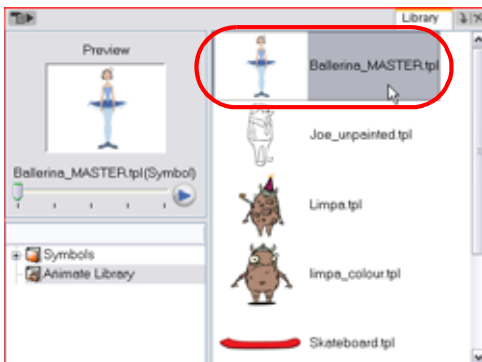 Library
Preview
Ballerina_MASTER.tpl(Symbol)
Symbols
Animate Library
Ballerina_MASTER.tpl
Joe_unpainted.tpl
Limpa.tpl
limpa_colour.tpl
Skateboard.tpl